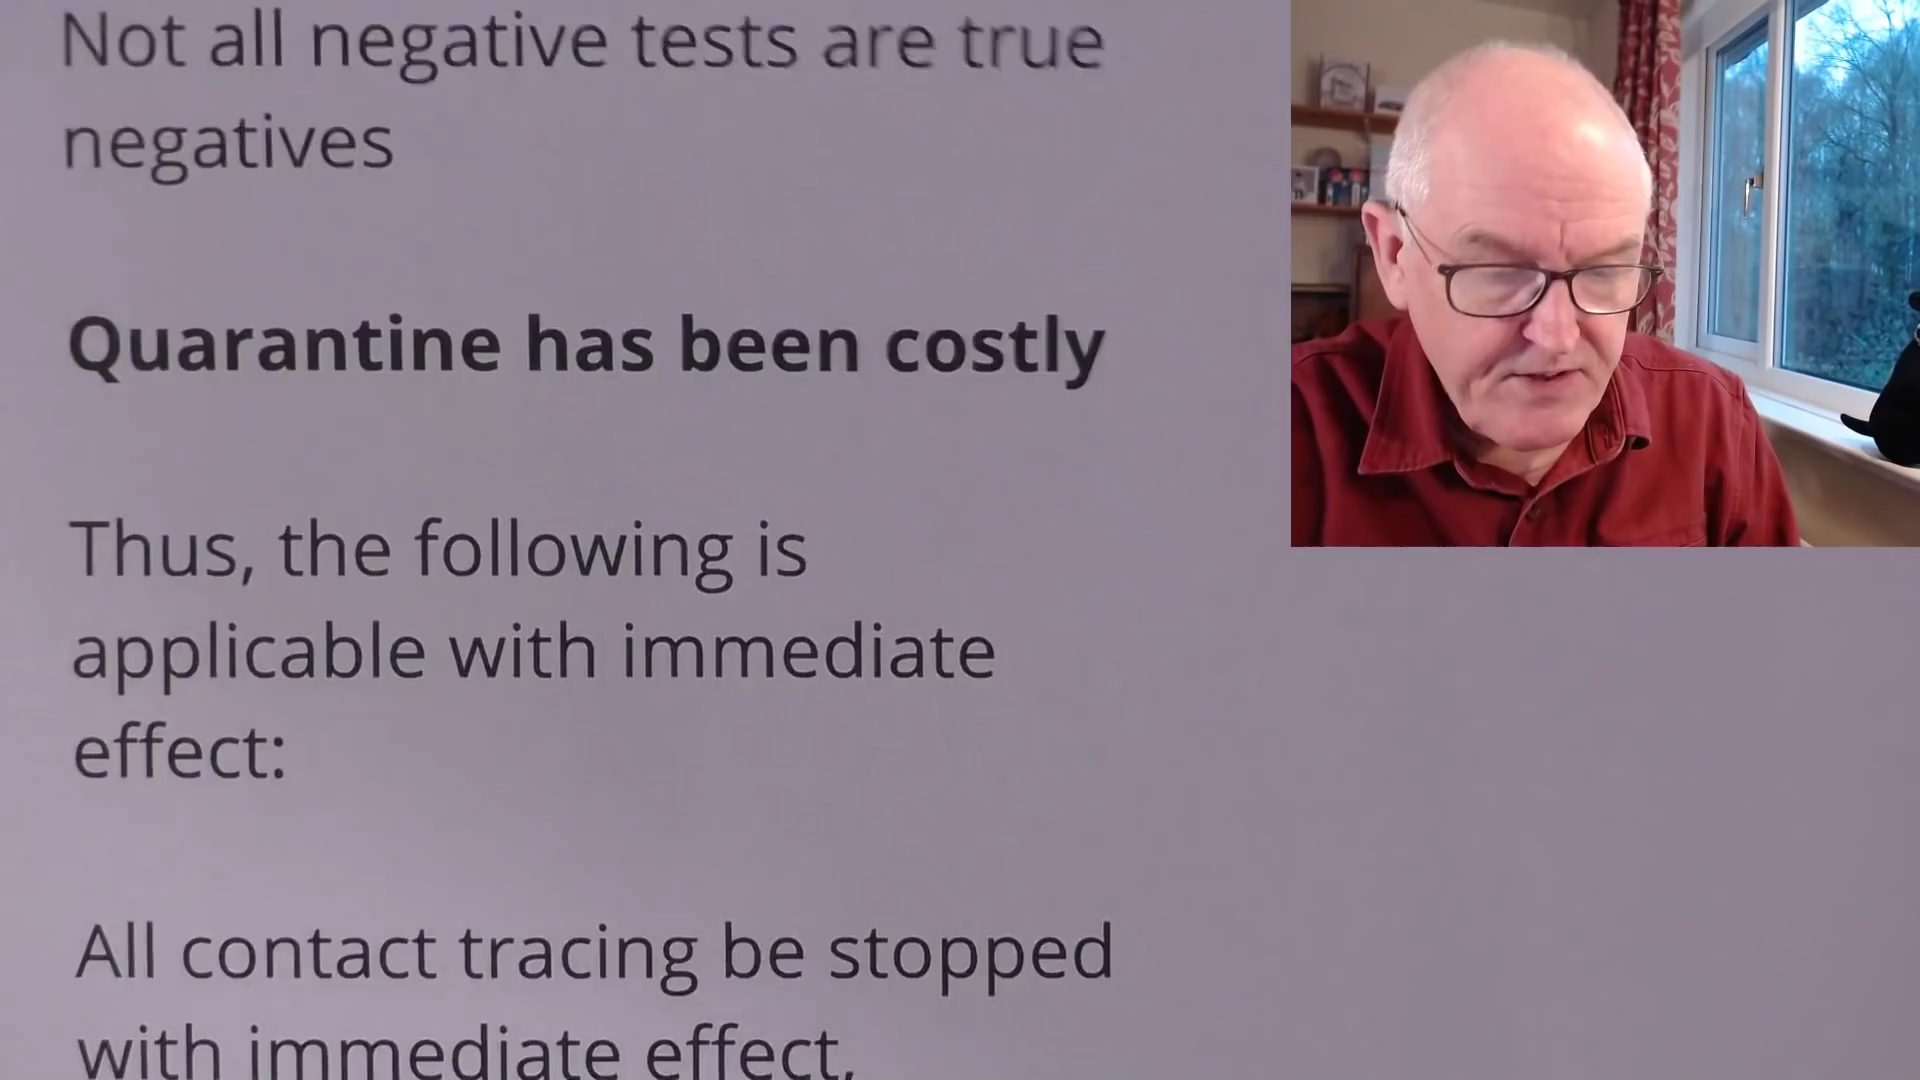 Not all negative tests are true
negatives
Quarantine has been costly
Thus, the following is
applicable with immediate
effect:
All contact tracing be stopped
with immediate effect,